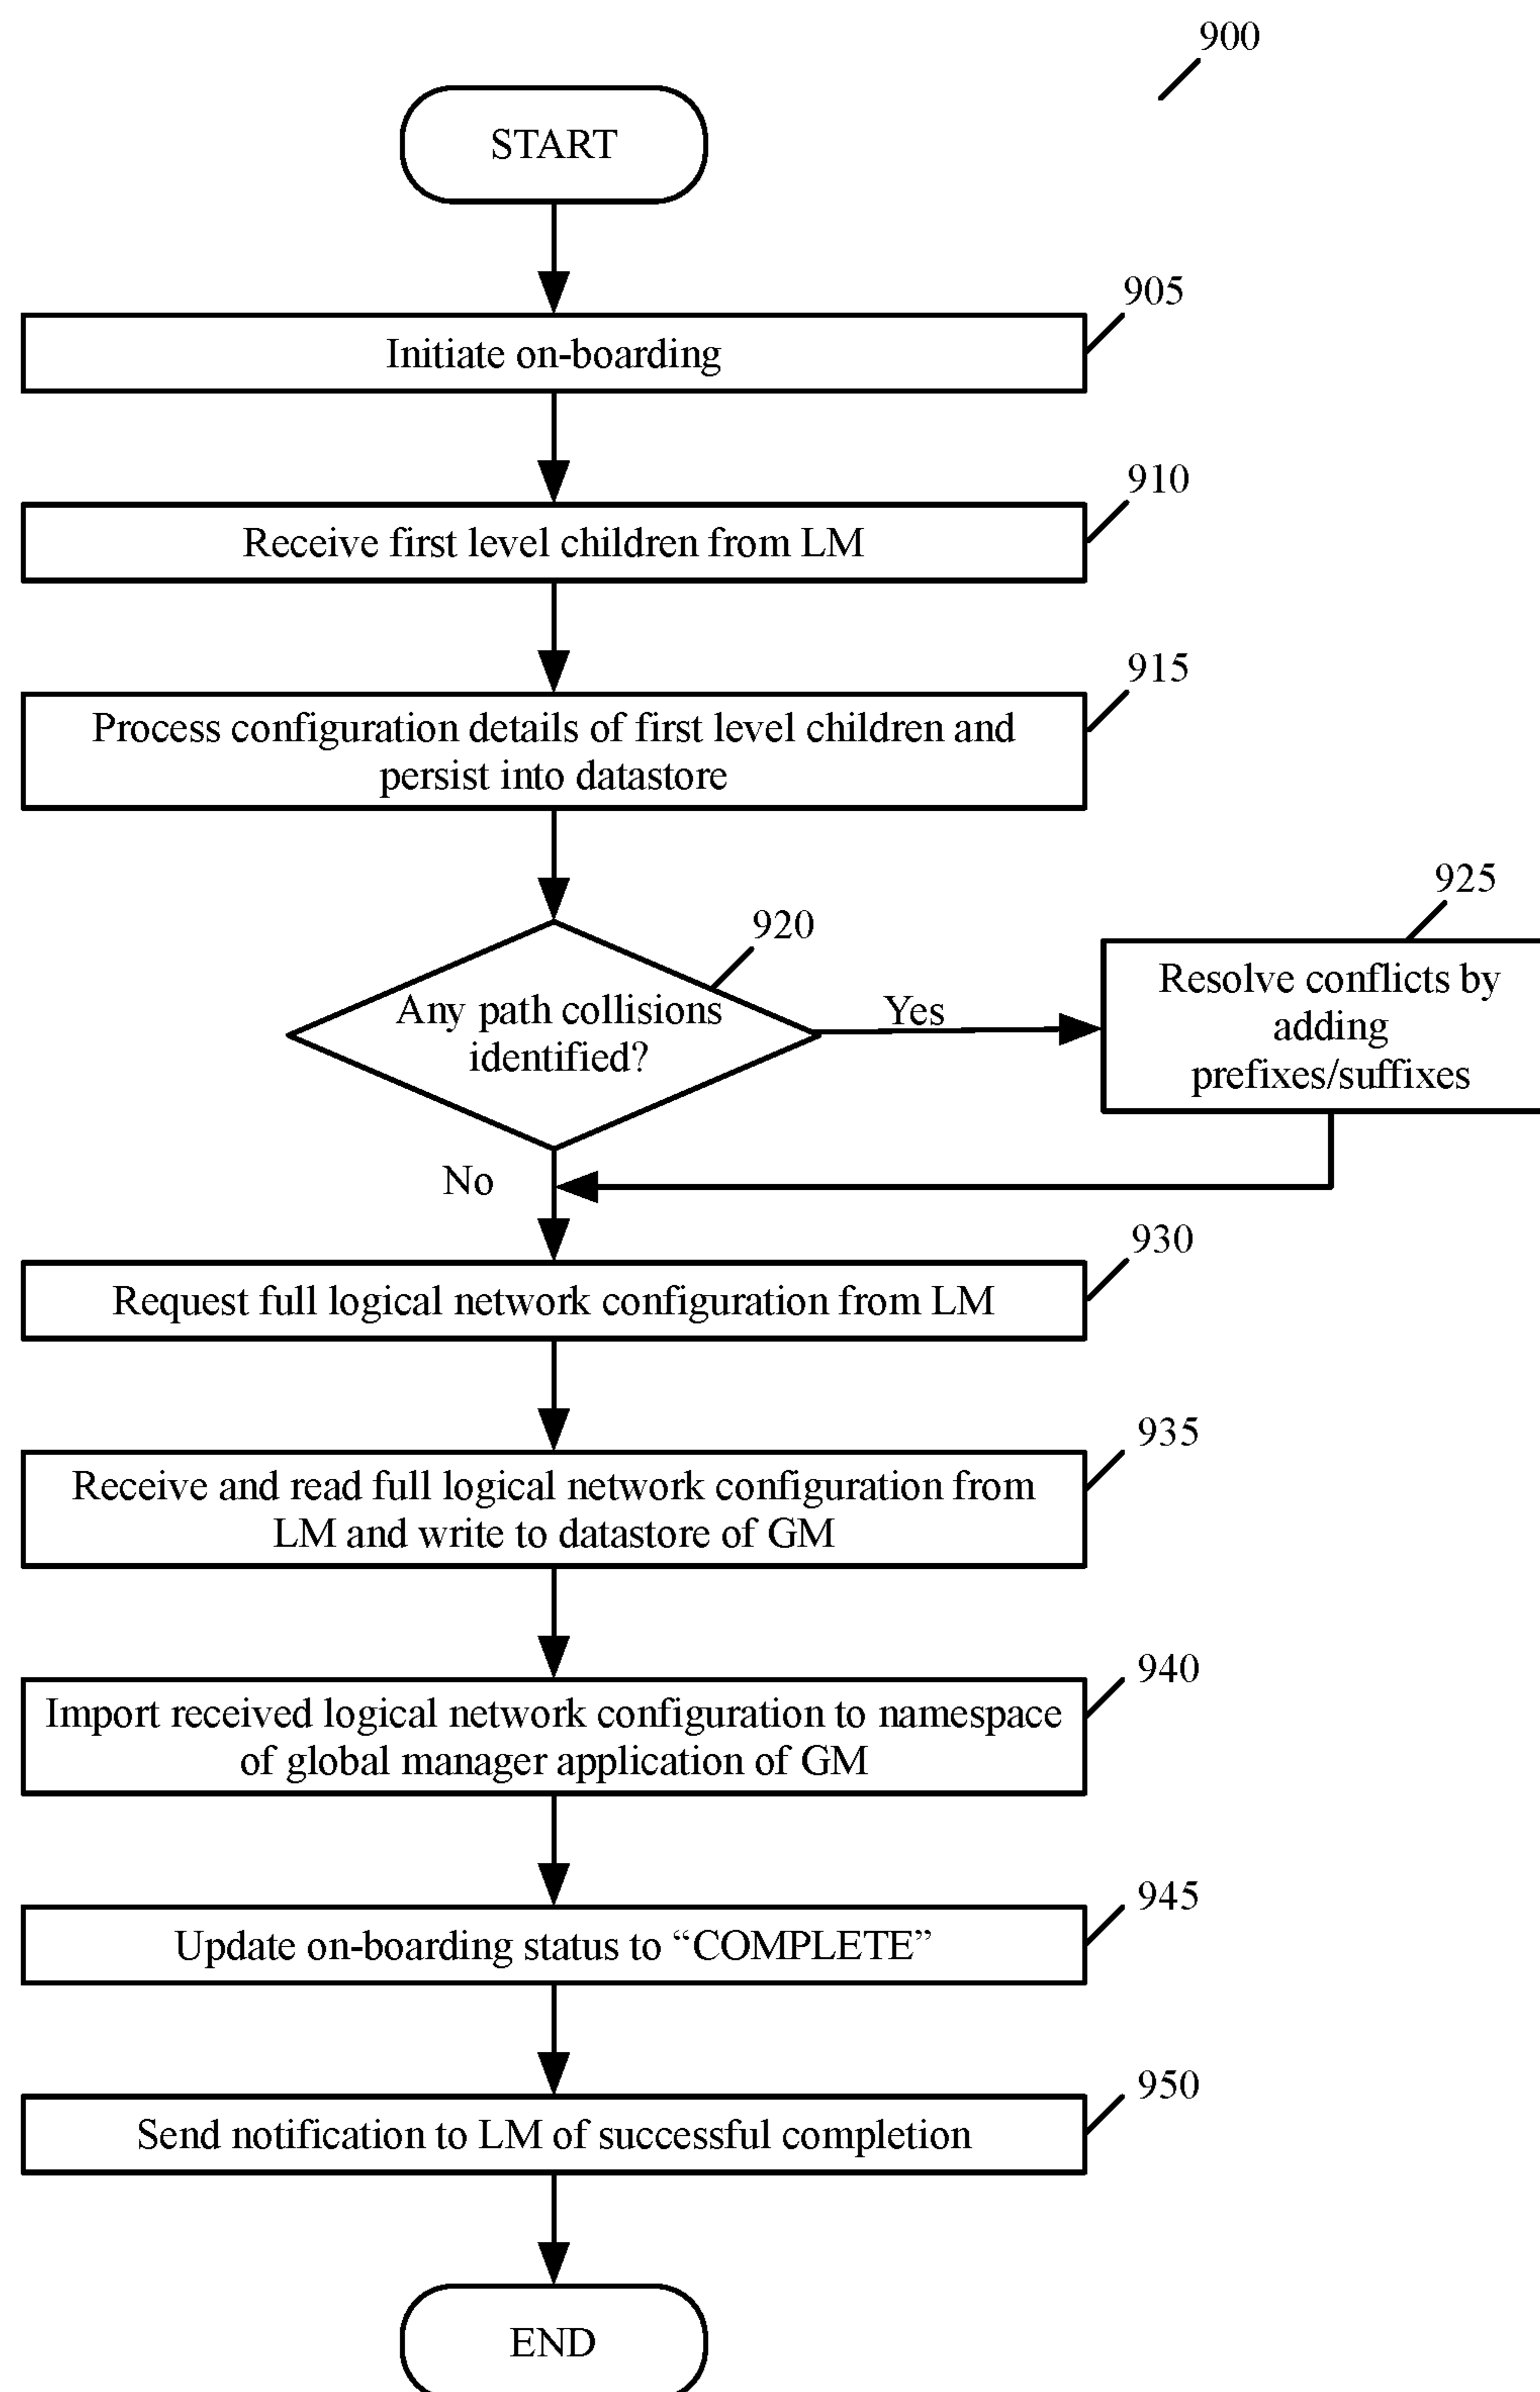 900
START
905
Initiate on-boarding
910
Receive first level children from LM
915
Process configuration details of first level children and
persist into datastore
920
Any path collisions
identified?
Yes
925
Resolve conflicts by
adding
prefixes/suffixes
No
930
Request full logical network configuration from LM
935
Receive and read full logical network configuration from
LM and write to datastore of GM
940
Import received logical network configuration to namespace
of global manager application of GM
945
Update on-boarding status to “COMPLETE”
950
Send notification to LM of successful completion
END